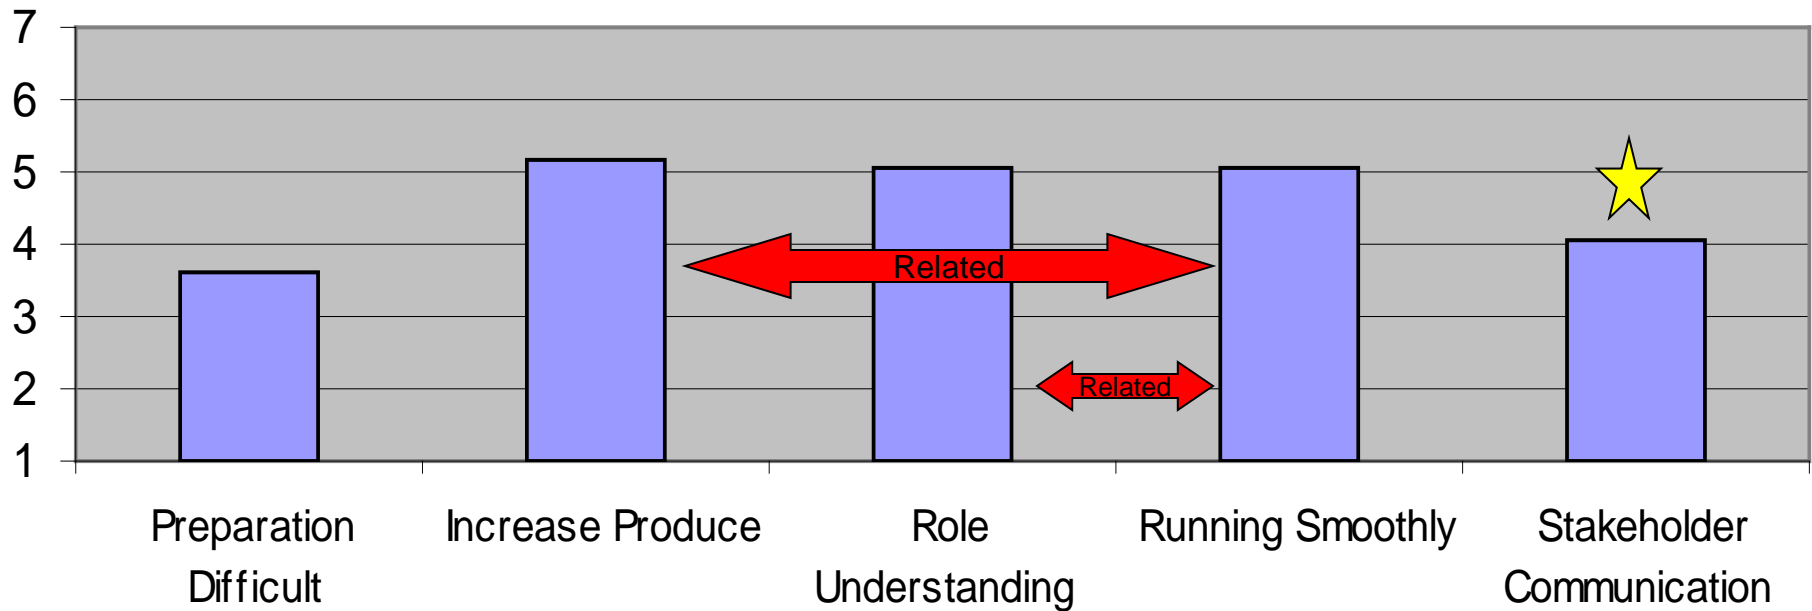 7
6
5
4
3
2
1
Related
Related
Preparation Difficult
Increase Produce
Role Understanding
Running Smoothly
Stakeholder Communication